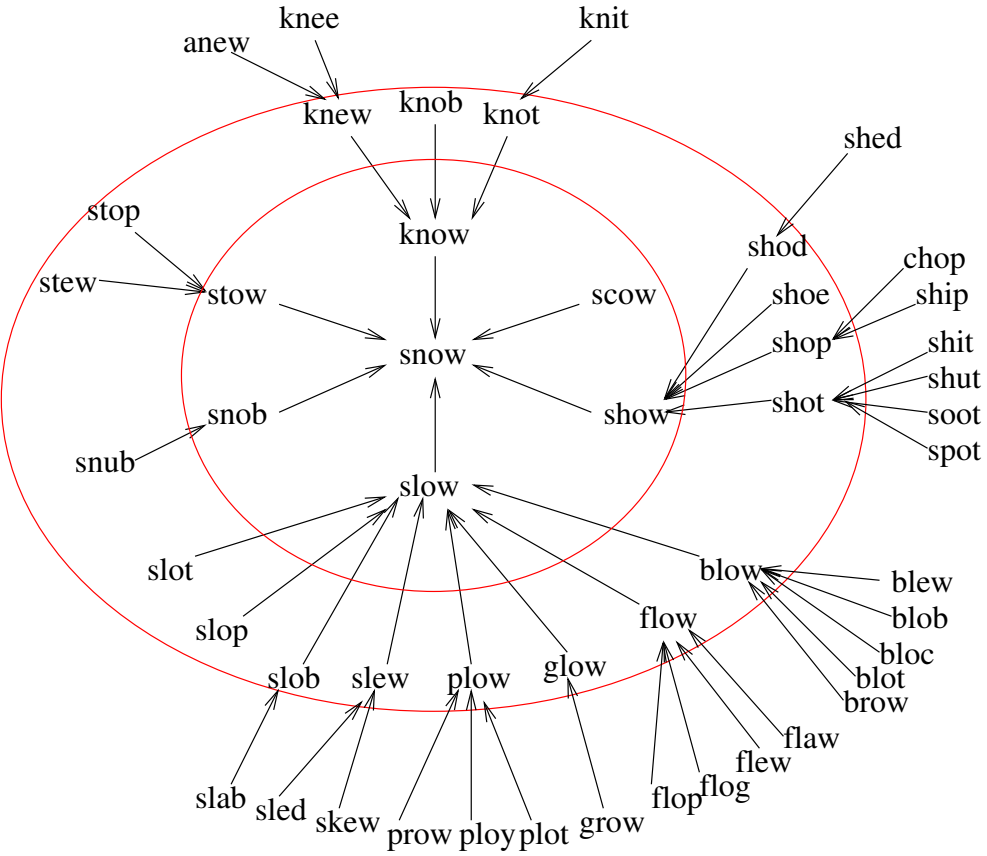 knee
knit
anew
knew
knob
knot
shed
stop
know
shod
chop
stew
stow
scow
shoe
ship
snow
shop
shit
shut
snob
show
shot
soot
spot
snub
slow
slot
blow
blew
slop
flow
blob
slob
slew
plow
glow
bloc
blot
brow
flaw
flew
slab
sled
flop
flog
skew
prow
ploy
plot
grow